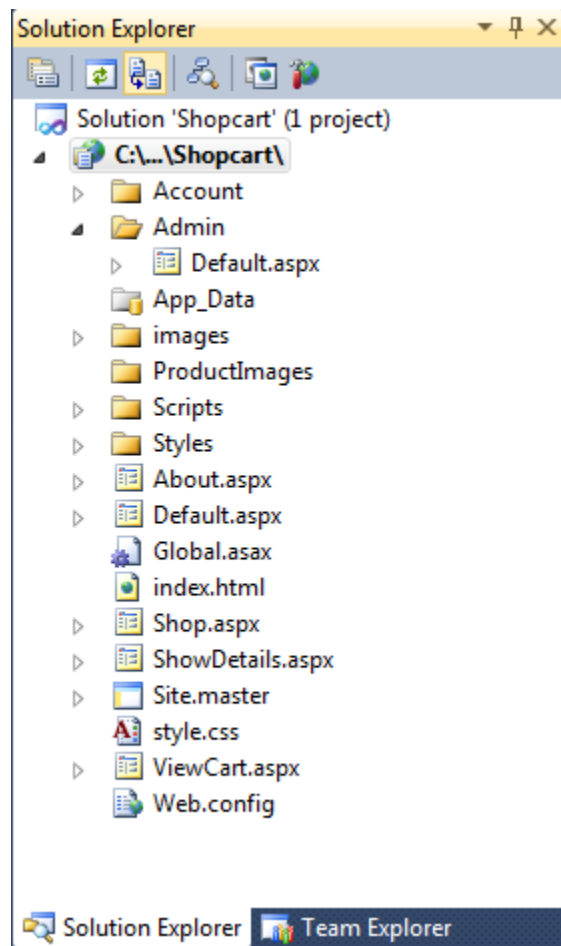 Solution Explorer
Solution 'Shopcart' (1 project)
C:\...\Shopcart\
Account
Admin
Default.aspx
App_Data
images
ProductImages
Scripts
Styles
About.aspx
Default.aspx
Global.asax
index.html
Shop.aspx
ShowDetails.aspx
Site.master
style.css
ViewCart.aspx
Web.config
Solution Explorer Team Explorer